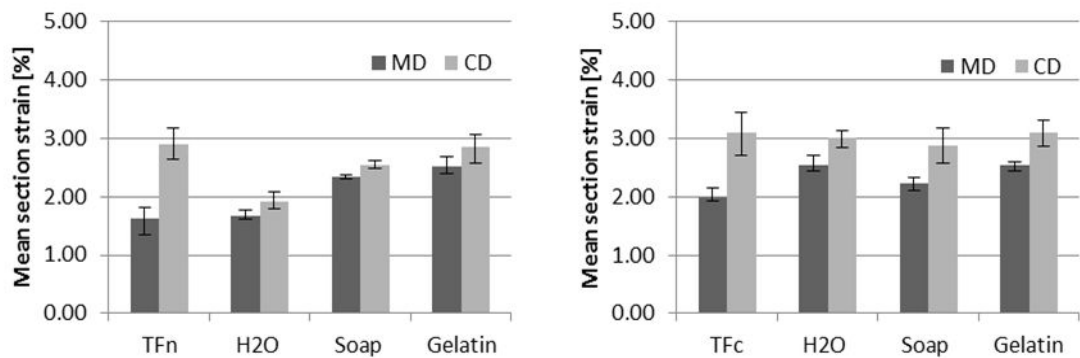 Mean section strain [%]
5.00
4.00
3.00
2.00
1.00
0.00
MD CD
TFn H2O Soap Gelatin
Mean section strain [%]
5.00
4.00
3.00
2.00
1.00
0.00
MD CD
TFc H2O Soap Gelatin